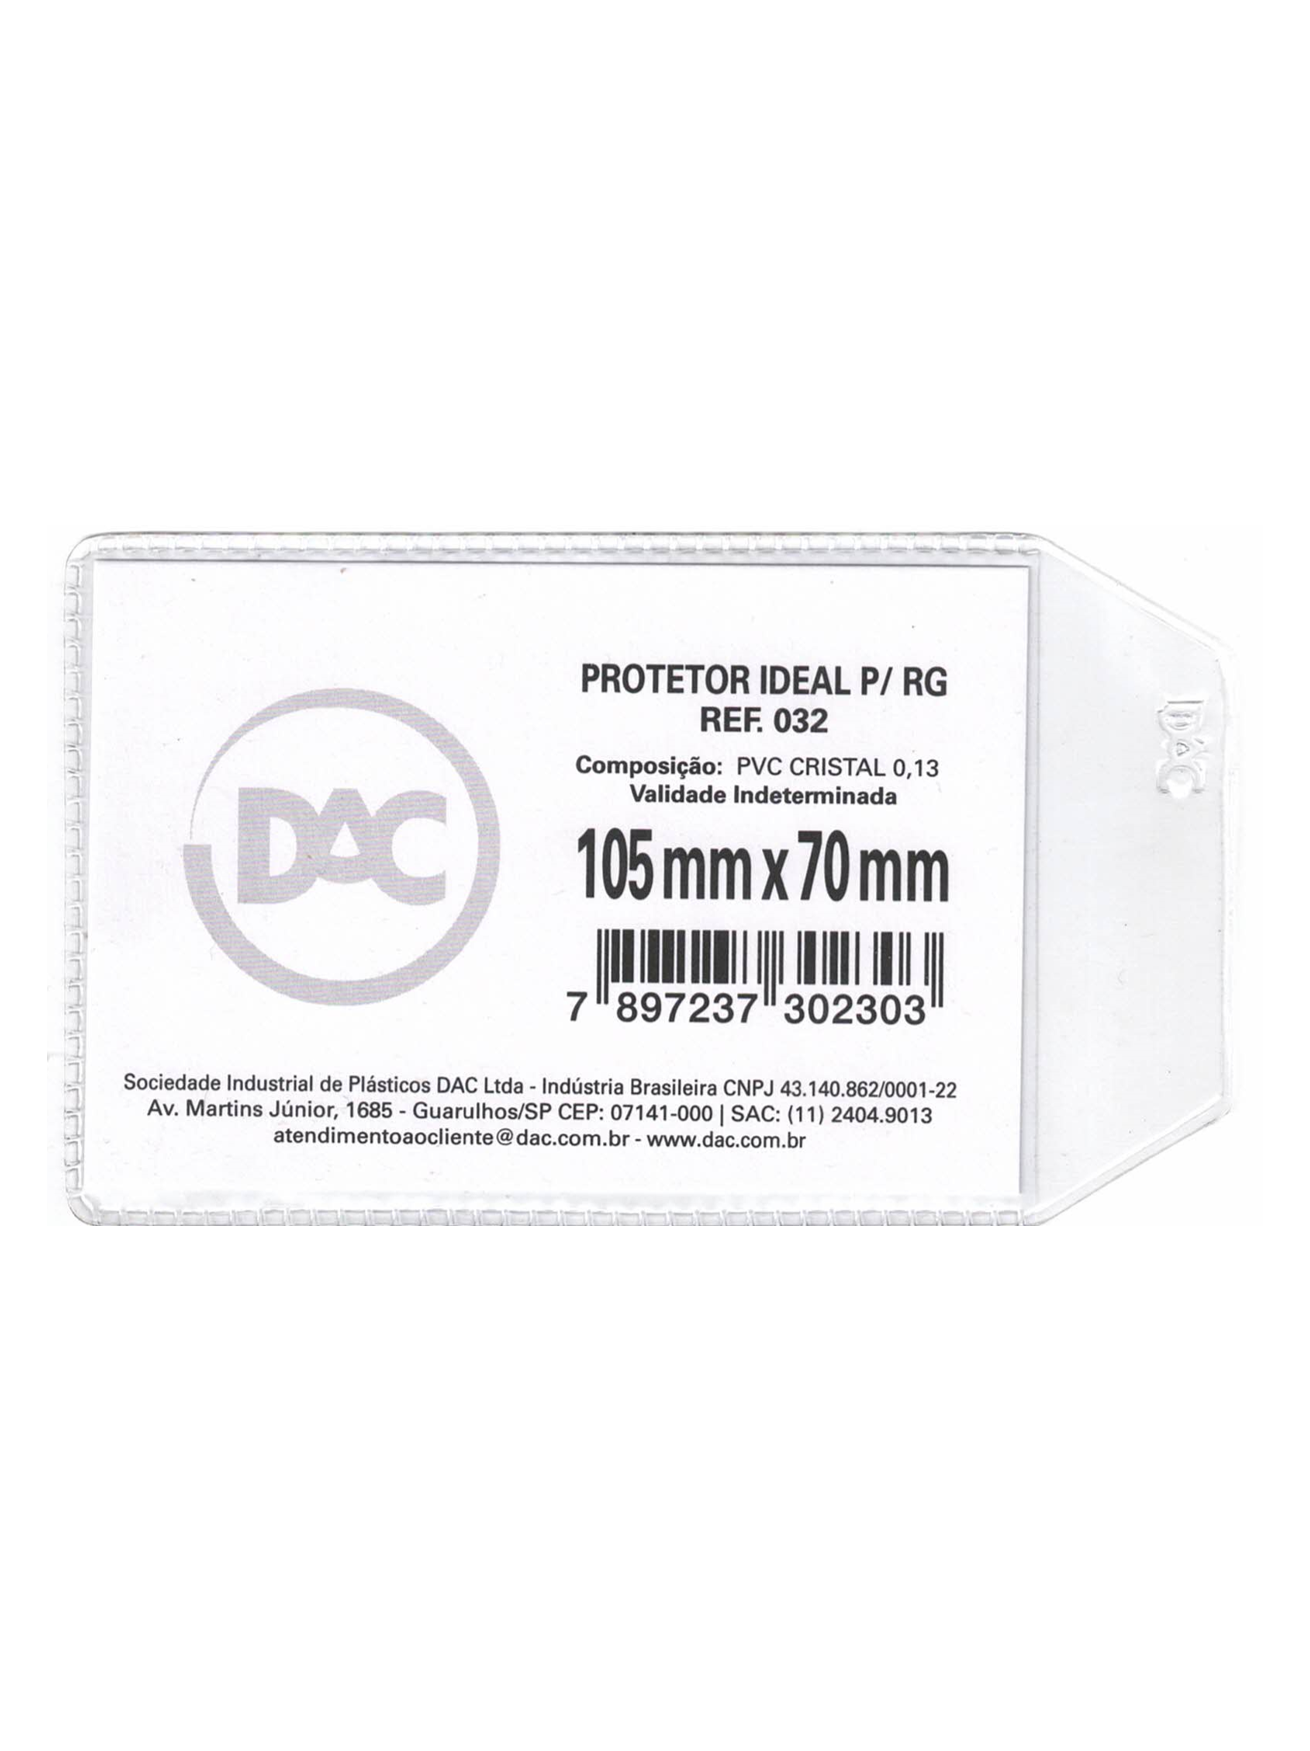 DAC
PROTETOR IDEAL P/ RG
REF. 032
Composição: PVC CRISTAL 0,13
Validade Indeterminada
105 mm x 70 mm
7 897237 302303
Sociedade Industrial de Plásticos DAC Ltda - Indústria Brasileira CNPJ 43.140.862/0001-22
Av. Martins Júnior, 1685 - Guarulhos/SP CEP: 07141-000 | SAC: (11) 2404.9013
atendimentoaocliente@dac.com.br - www.dac.com.br
DAC